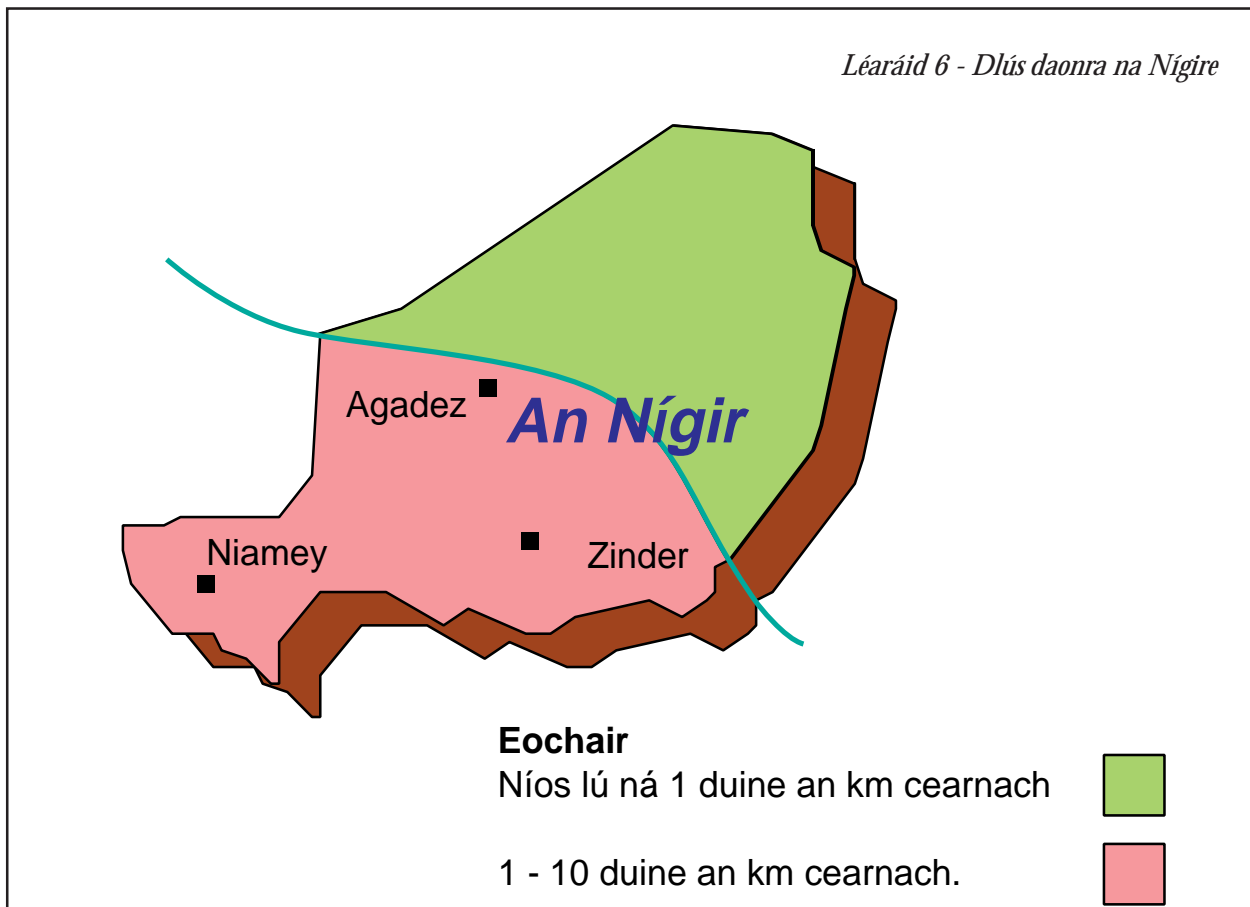 Léaráid 6 - Dlús daonra na Nígire
Agadez
An Nígir
Niamey
Zinder
Eochair
Níos lú ná 1 duine an km cearnach
1 - 10 duine an km cearnach.